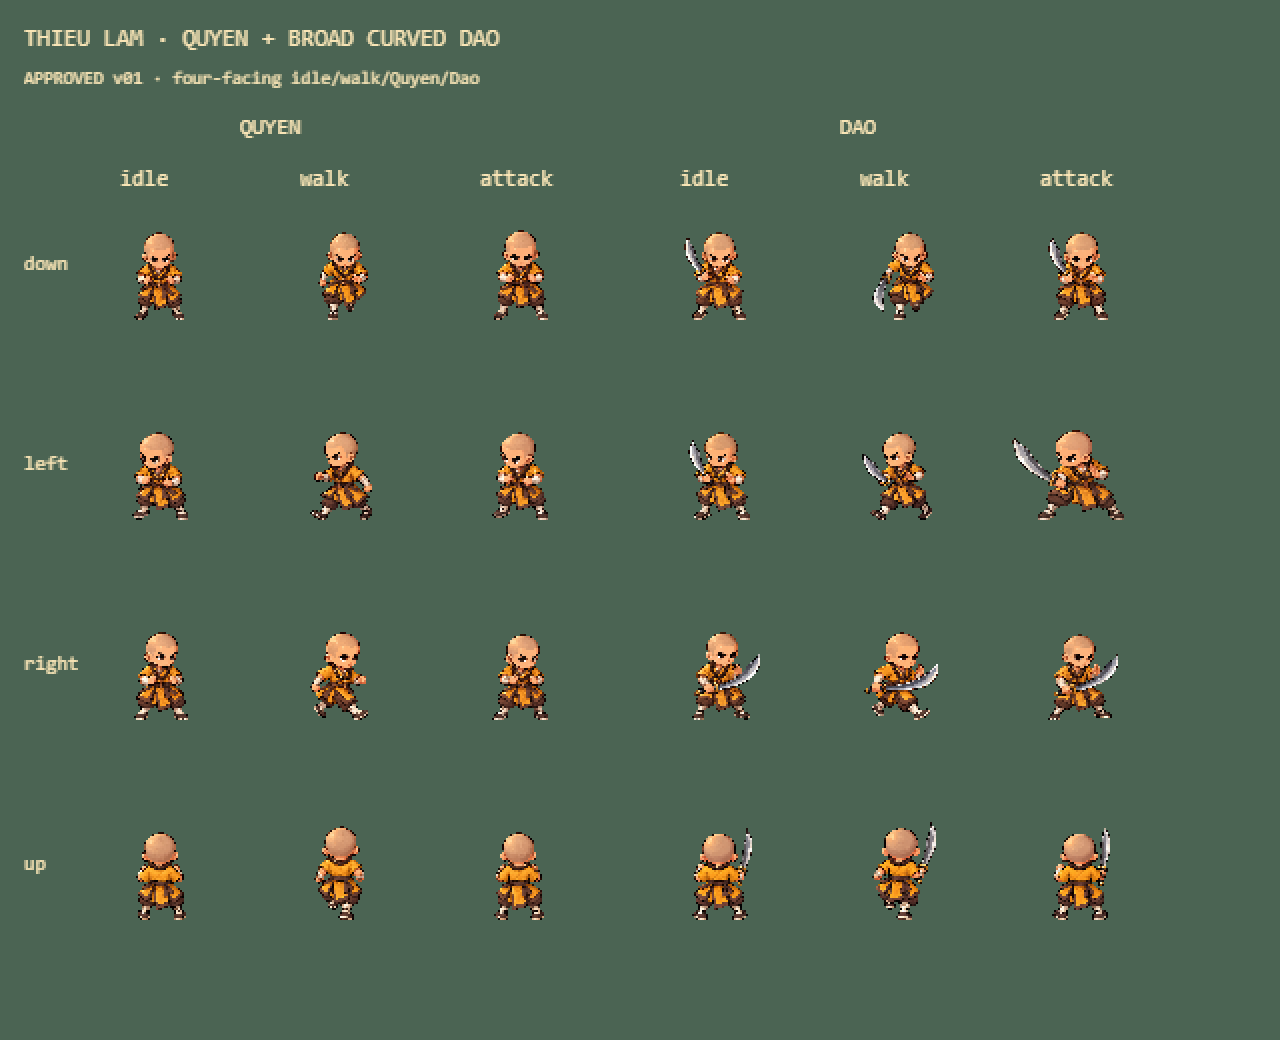 THIEU LAM · QUYEN + BROAD CURVED DAO
APPROVED v01 · four-facing idle/walk/Quyen/Dao
QUYEN DAO
idle walk attack idle walk attack
down
left
right
up